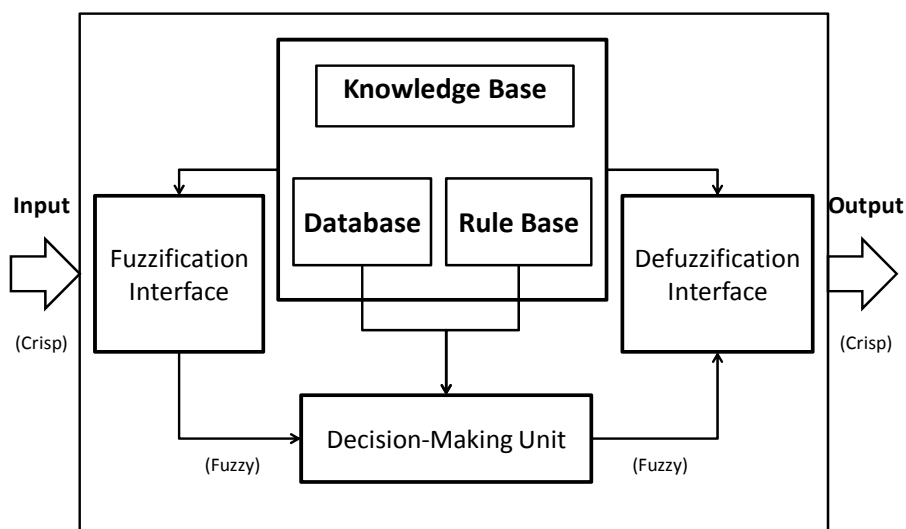 Knowledge Base
Input
Output
Database
Rule Base
Fuzzification
Interface
Defuzzification
Interface
(Crisp)
(Crisp)
Decision-Making Unit
(Fuzzy)
(Fuzzy)